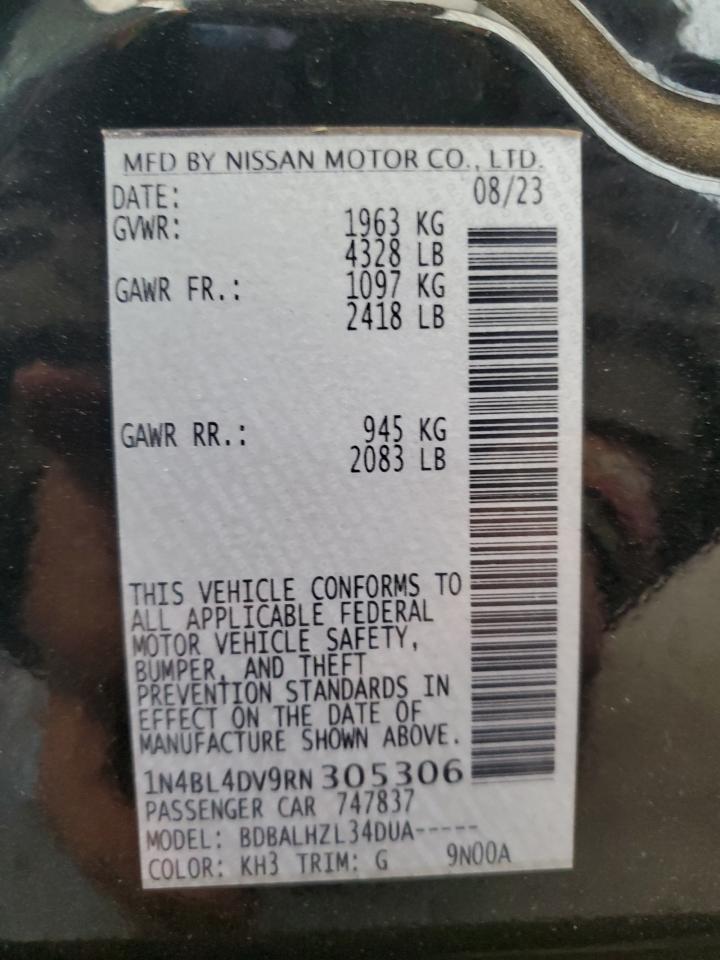 MFD BY NISSAN MOTOR CO., LTD.
DATE: 08/23
GVWR: 1963 KG
4328 LB
GAWR FR.: 1097 KG
2418 LB
GAWR RR.: 945 KG
2083 LB
THIS VEHICLE CONFORMS TO
ALL APPLICABLE FEDERAL
MOTOR VEHICLE SAFETY,
BUMPER, AND THEFT
PREVENTION STANDARDS IN
EFFECT ON THE DATE OF
MANUFACTURE SHOWN ABOVE.
1N4BL4DV9RN305306
PASSENGER CAR 747837
MODEL: BDBALHZL34DUA-----
COLOR: KH3 TRIM: G 9N00A